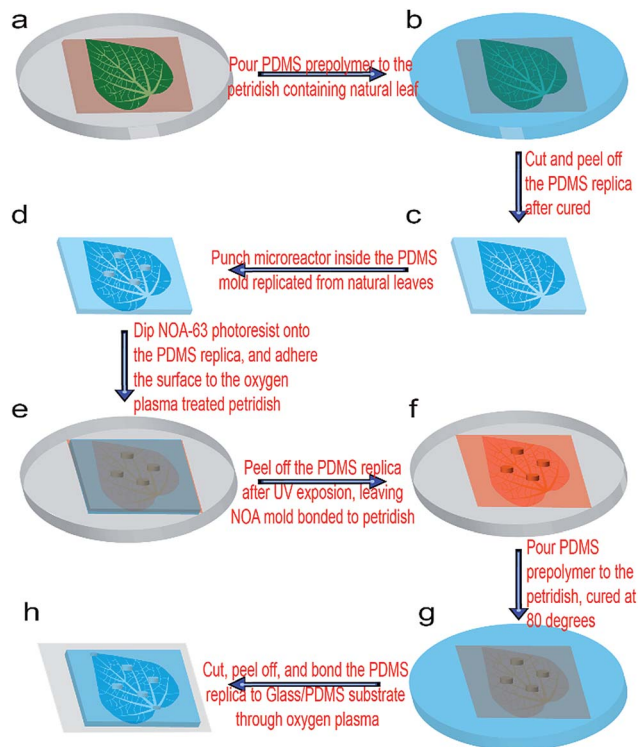 a
Pour PDMS prepolymer to the
petridish containing natural leaf
b
Cut and peel off
the PDMS replica
after cured
c
Punch microreactor inside the PDMS
mold replicated from natural leaves
d
Dip NOA-63 photoresist onto
the PDMS replica, and adhere
the surface to the oxygen
plasma treated petridish
e
Peel off the PDMS replica
after UV exposion, leaving
NOA mold bonded to petridish
f
Pour PDMS
prepolymer to the
petridish, cured at
80 degrees
g
Cut, peel off, and bond the PDMS
replica to Glass/PDMS substrate
through oxygen plasma
h